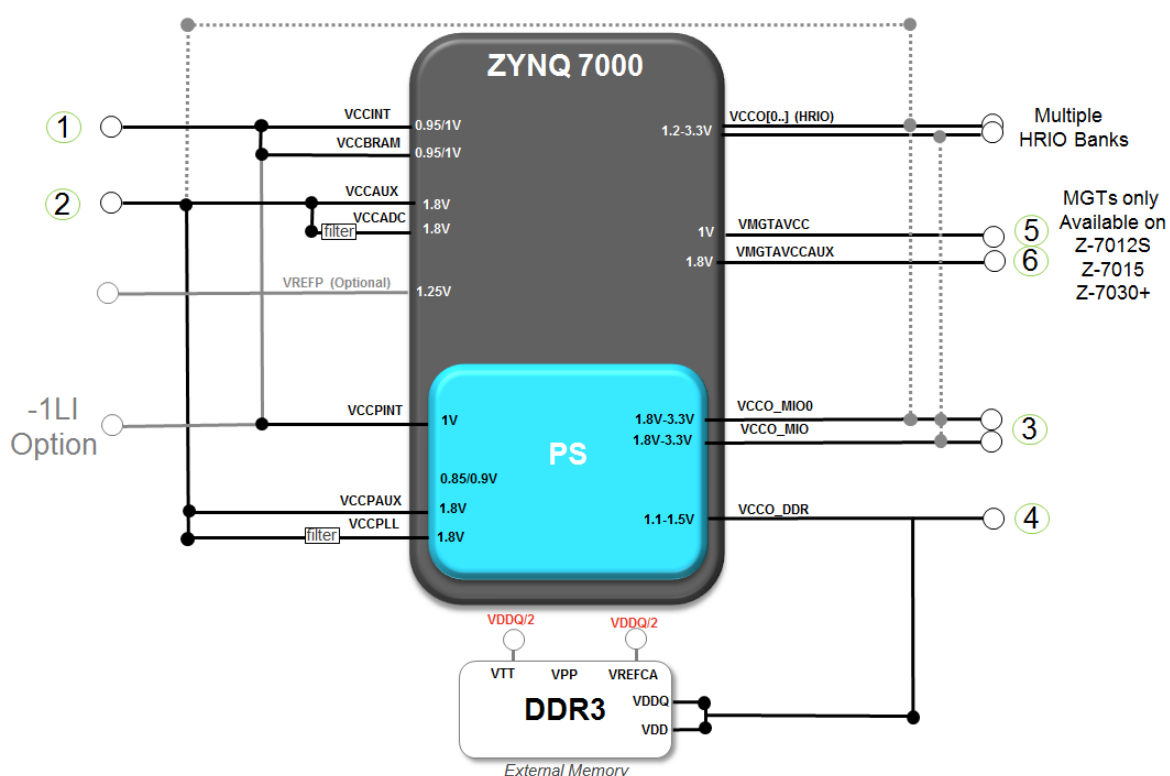 ZYNQ 7000
1
VCCINT
0.95/1V
VCCBRAM
0.95/1V
2
VCCAUX
1.8V
VCCADC
filter
1.8V
VREFP (Optional)
1.25V
-1LI
Option
VCCPINT
1V
0.85/0.9V
VCCPAUX
1.8V
VCCPLL
filter
1.8V
PS
VCCO[0..] (HRIO)
1.2-3.3V
Multiple
HRIO Banks
1V
VMGTAVCC
5
1.8V
VMGTAVCCAUX
6
MGTs only
Available on
Z-7012S
Z-7015
Z-7030+
1.8V-3.3V
VCCO_MIO0
1.8V-3.3V
VCCO_MIO
3
1.1-1.5V
VCCO_DDR
4
VDDQ/2
VDDQ/2
VTT
VPP
VREFCA
DDR3
VDDQ
VDD
External Memory